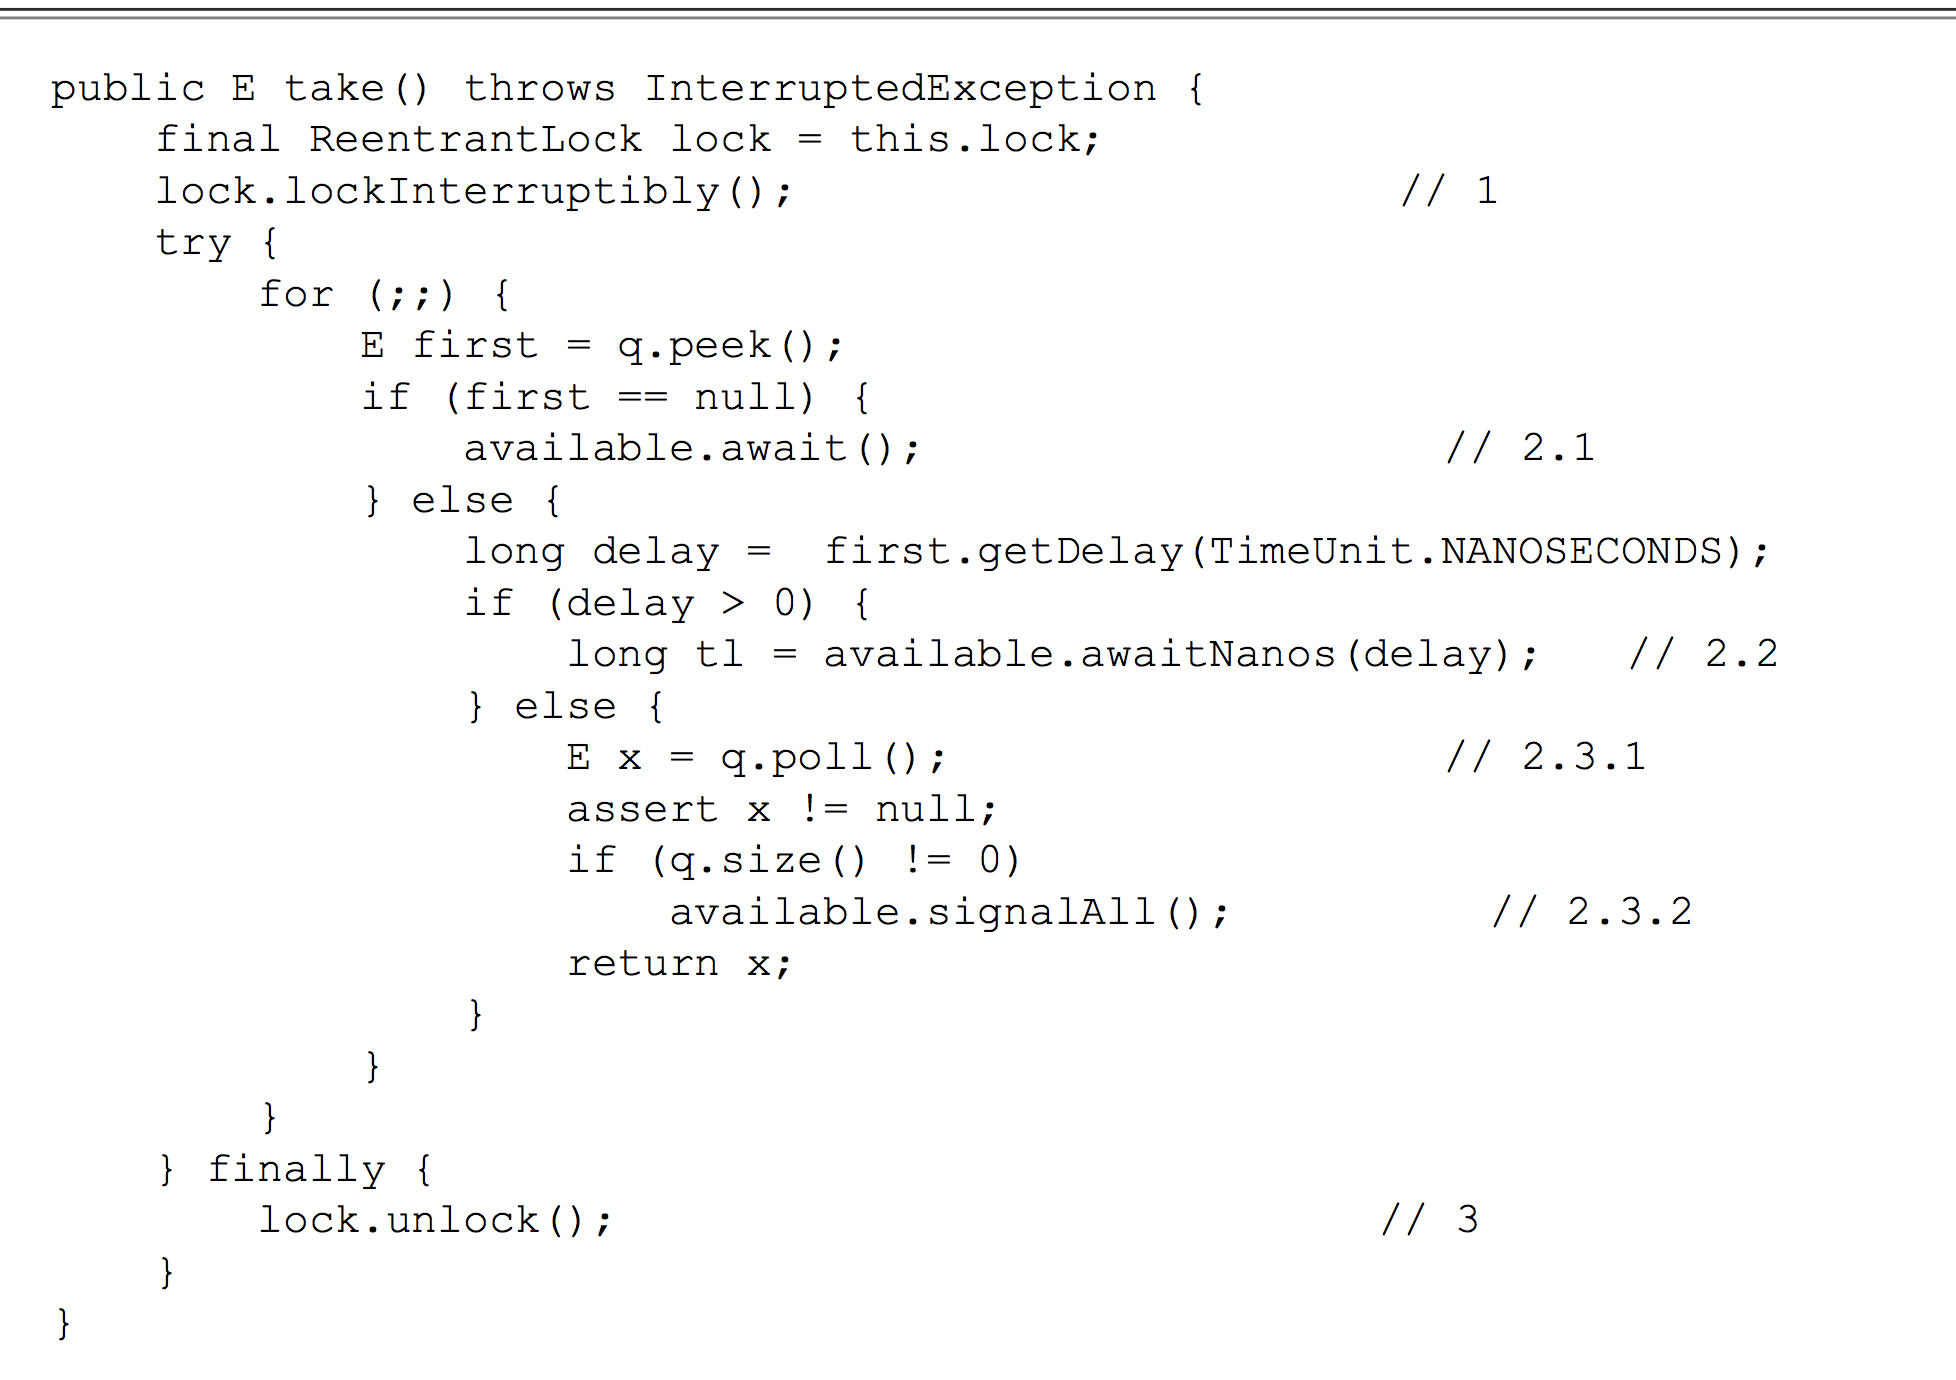 public E take() throws InterruptedException {
    final ReentrantLock lock = this.lock;
    lock.lockInterruptibly();                        // 1
    try {
        for (;;) {
            E first = q.peek();
            if (first == null) {
                available.await();                     // 2.1
            } else {
                long delay =  first.getDelay(TimeUnit.NANOSECONDS);
                if (delay > 0) {
                    long tl = available.awaitNanos(delay);    // 2.2
                } else {
                    E x = q.poll();                    // 2.3.1
                    assert x != null;
                    if (q.size() != 0)
                        available.signalAll();           // 2.3.2
                    return x;
                }
            }
        }
    } finally {
        lock.unlock();                              // 3
    }
}